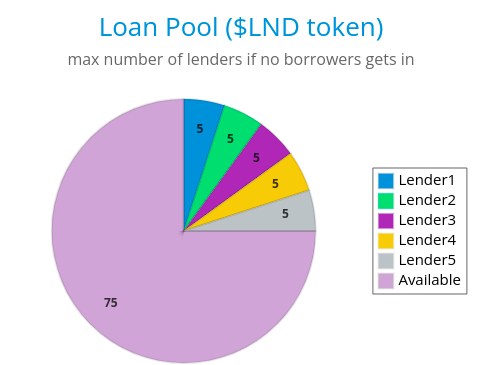 Loan Pool ($LND token)
max number of lenders if no borrowers gets in
5
5
5
5
5
75
Lender1
Lender2
Lender3
Lender4
Lender5
Available